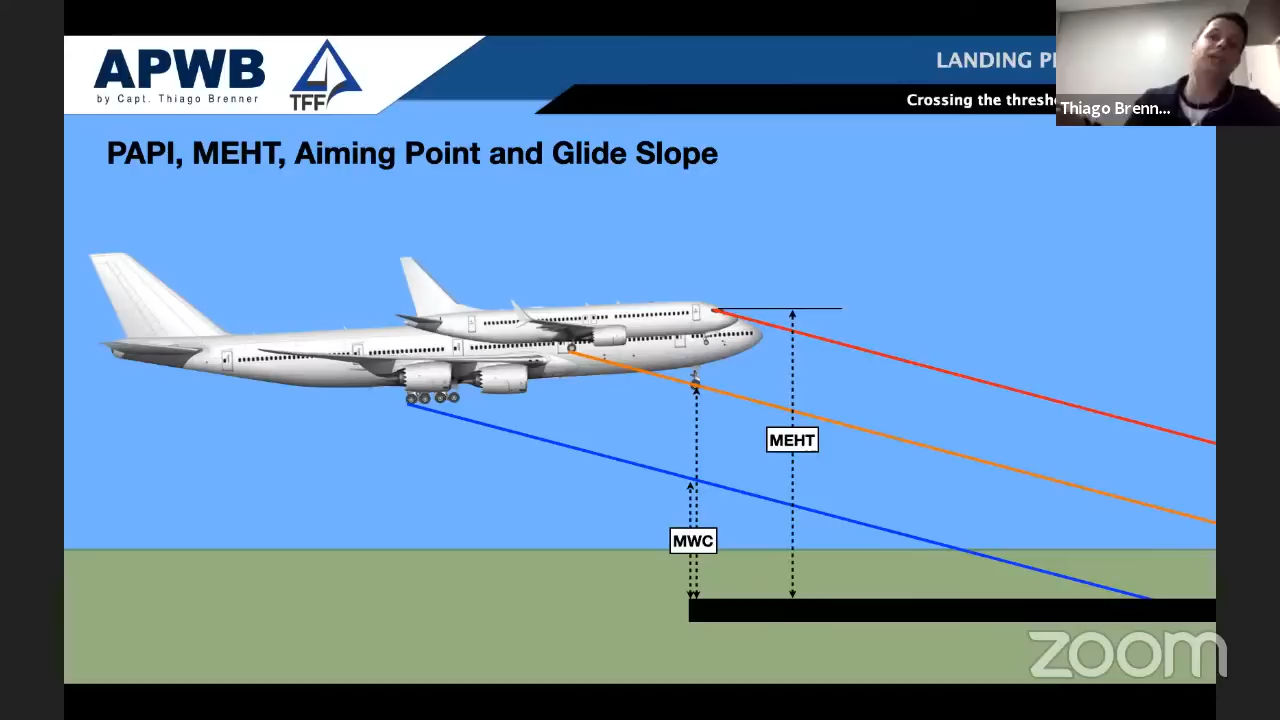 APWB
by Capt. Thiago Brenner
TFF
LANDING P
Crossing the thresh
Thiago Brenn...
PAPI, MEHT, Aiming Point and Glide Slope
MEHT
MWC
zoom